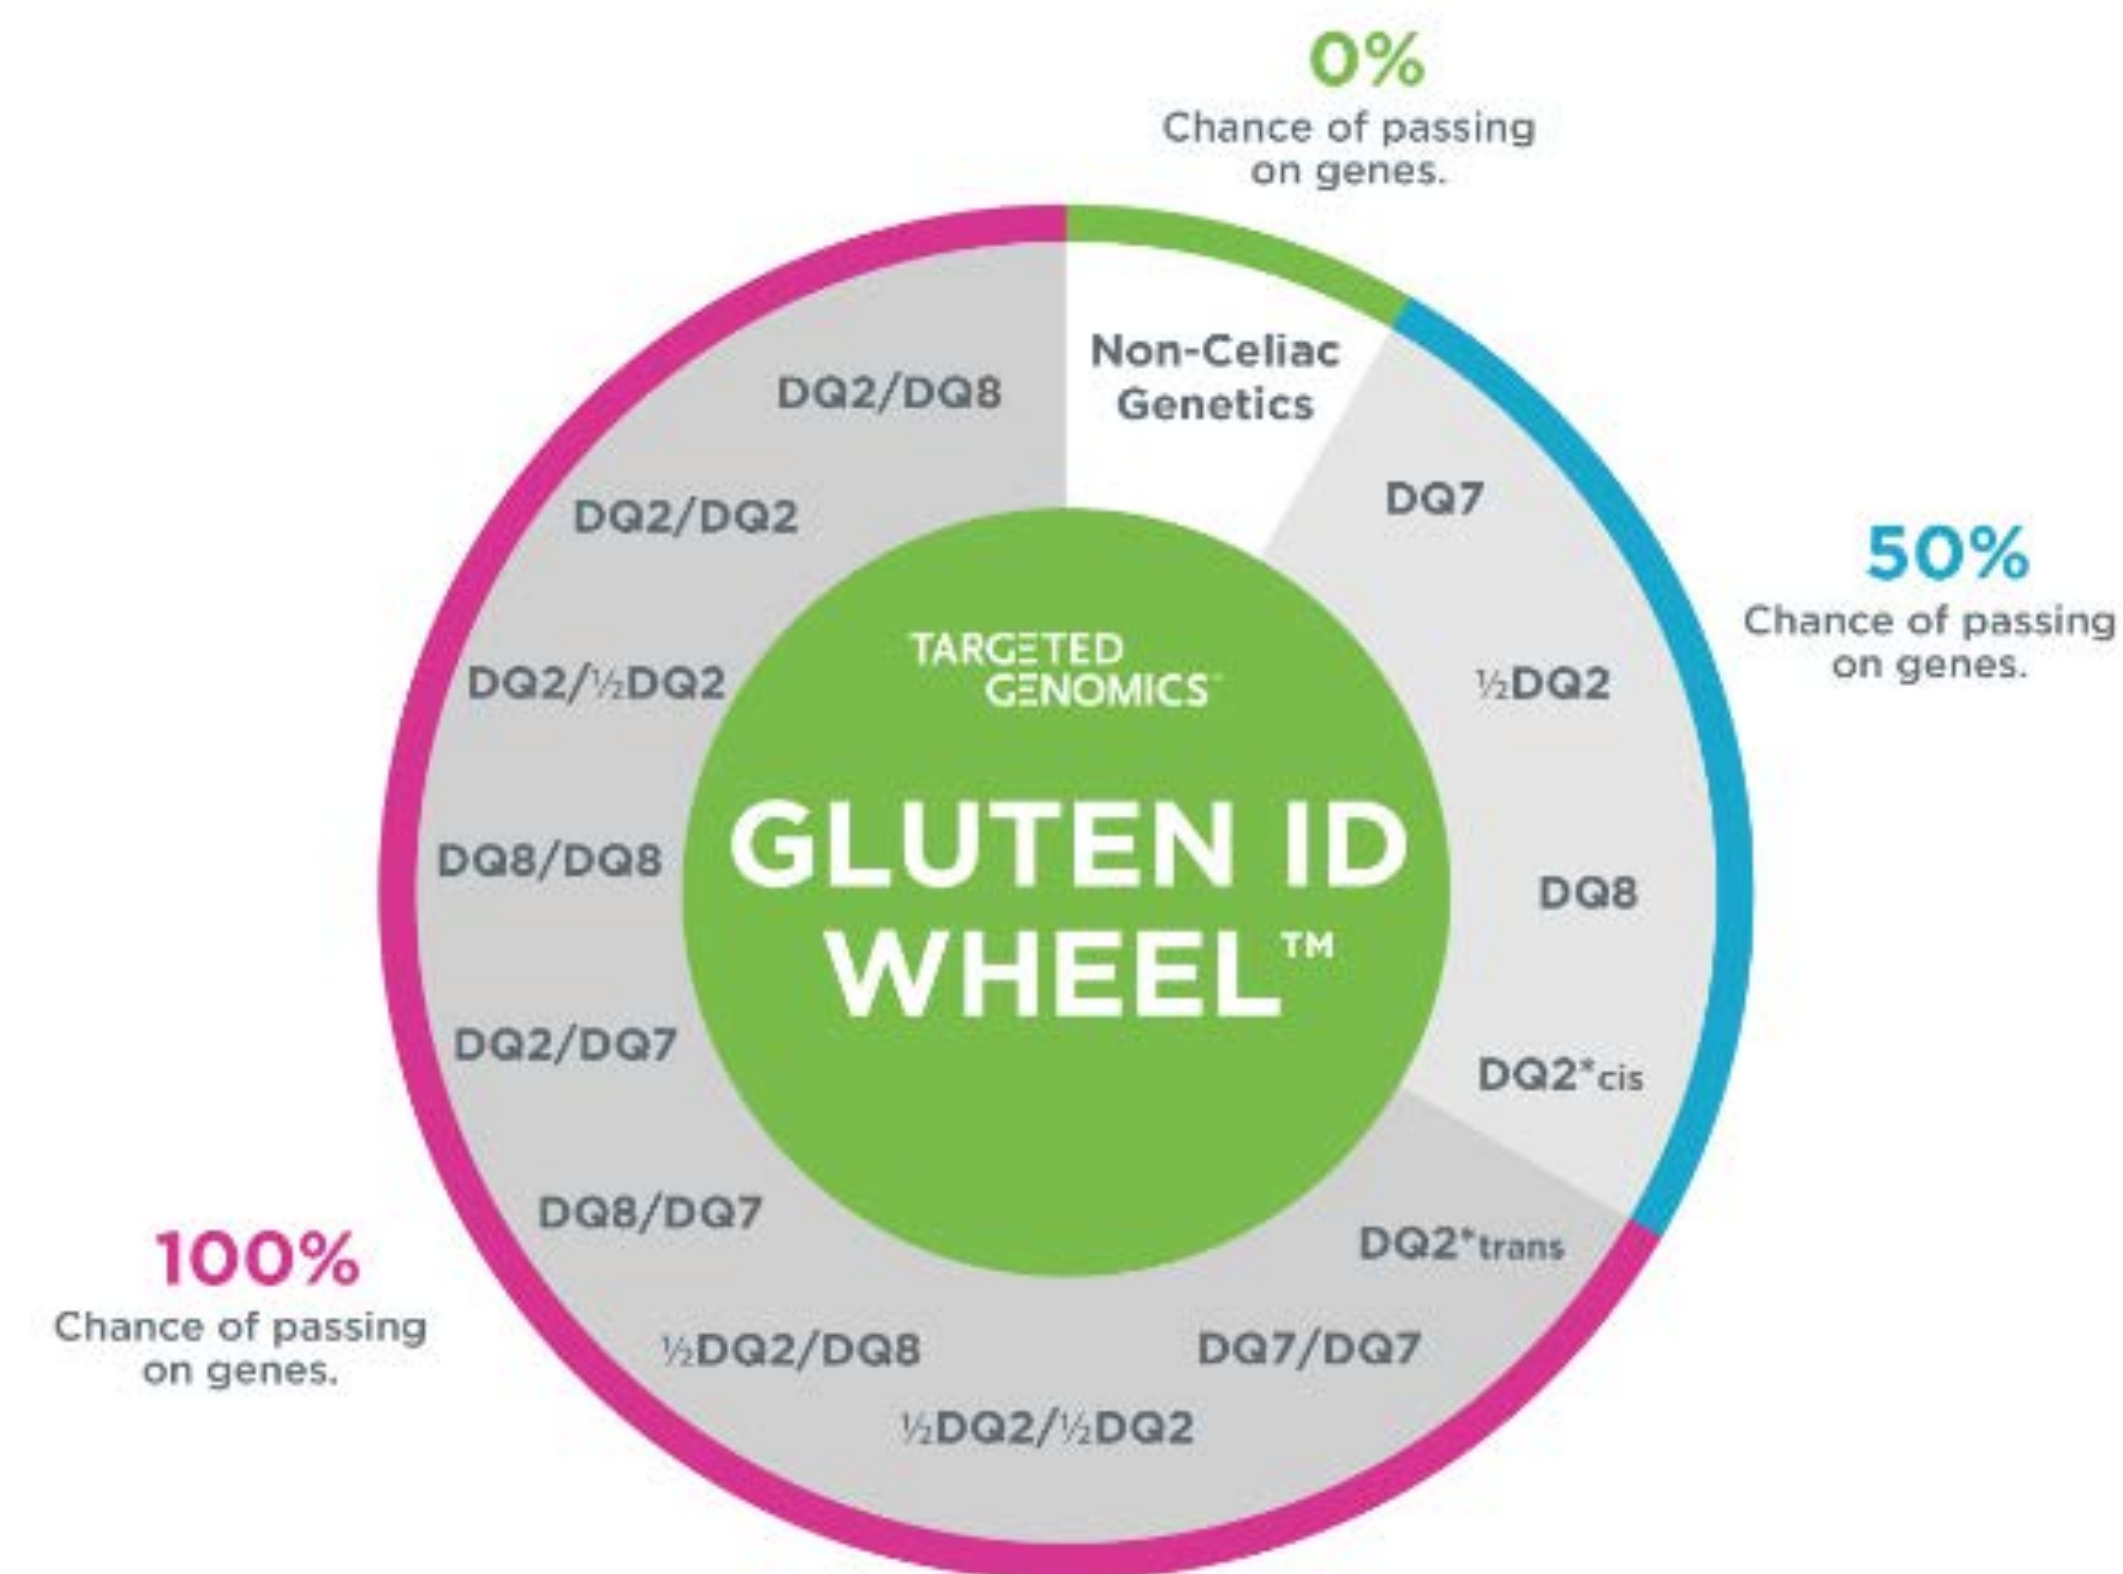 0%
Chance of passing
on genes.
Non-Celiac
Genetics
DQ7
½DQ2
DQ8
DQ2*cis
50%
Chance of passing
on genes.
DQ2*trans
DQ7/DQ7
½DQ2/½DQ2
½DQ2/DQ8
DQ8/DQ7
DQ2/DQ7
DQ8/DQ8
DQ2/½DQ2
DQ2/DQ2
DQ2/DQ8
100%
Chance of passing
on genes.
TARGETED
GENOMICS
GLUTEN ID
WHEEL™